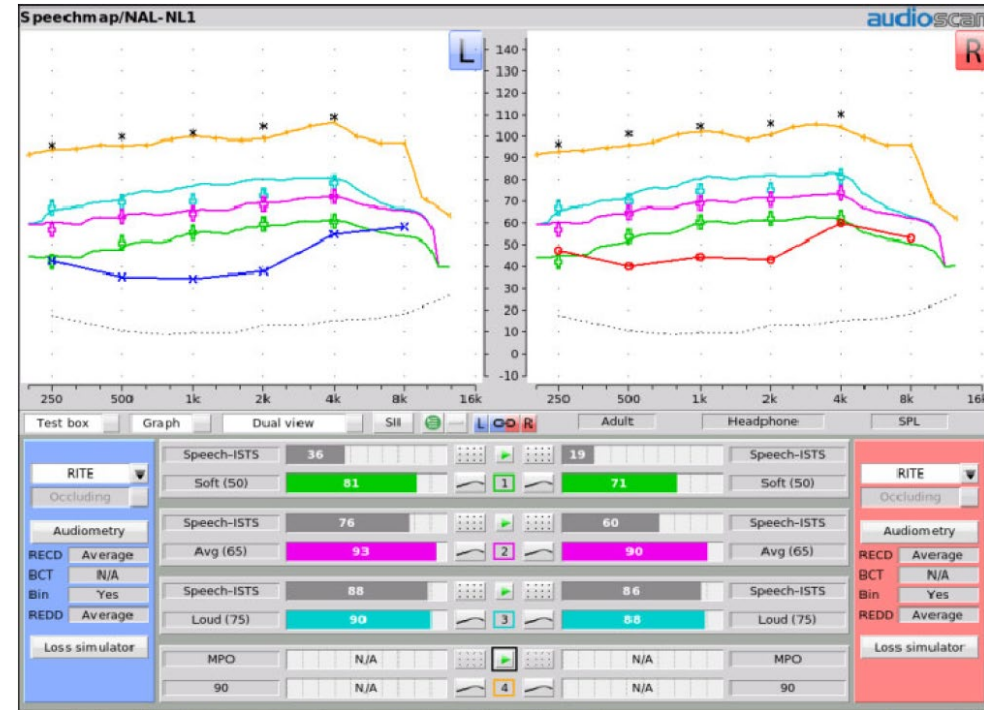 Speechmap/NAL-NL1
audioscan
L
R
140
130
120
110
100
90
80
70
60
50
40
30
20
10
0
-10
250 500 1k 2k 4k 8k 16k
250 500 1k 2k 4k 8k 16k
Test box Graph Dual view SII L R Adult Headphone SPL
RITE
Occluding
Audiometry
RECD Average
BCT N/A
Bin Yes
REDD Average
Loss simulator
Speech-ISTS 36 19 Speech-ISTS
Soft (50) 81 1 71 Soft (50)
Speech-ISTS 76 60 Speech-ISTS
Avg (65) 93 2 90 Avg (65)
Speech-ISTS 88 86 Speech-ISTS
Loud (75) 90 3 88 Loud (75)
MPO N/A N/A MPO
90 N/A 4 N/A 90
RITE
Occluding
Audiometry
RECD Average
BCT N/A
Bin Yes
REDD Average
Loss simulator